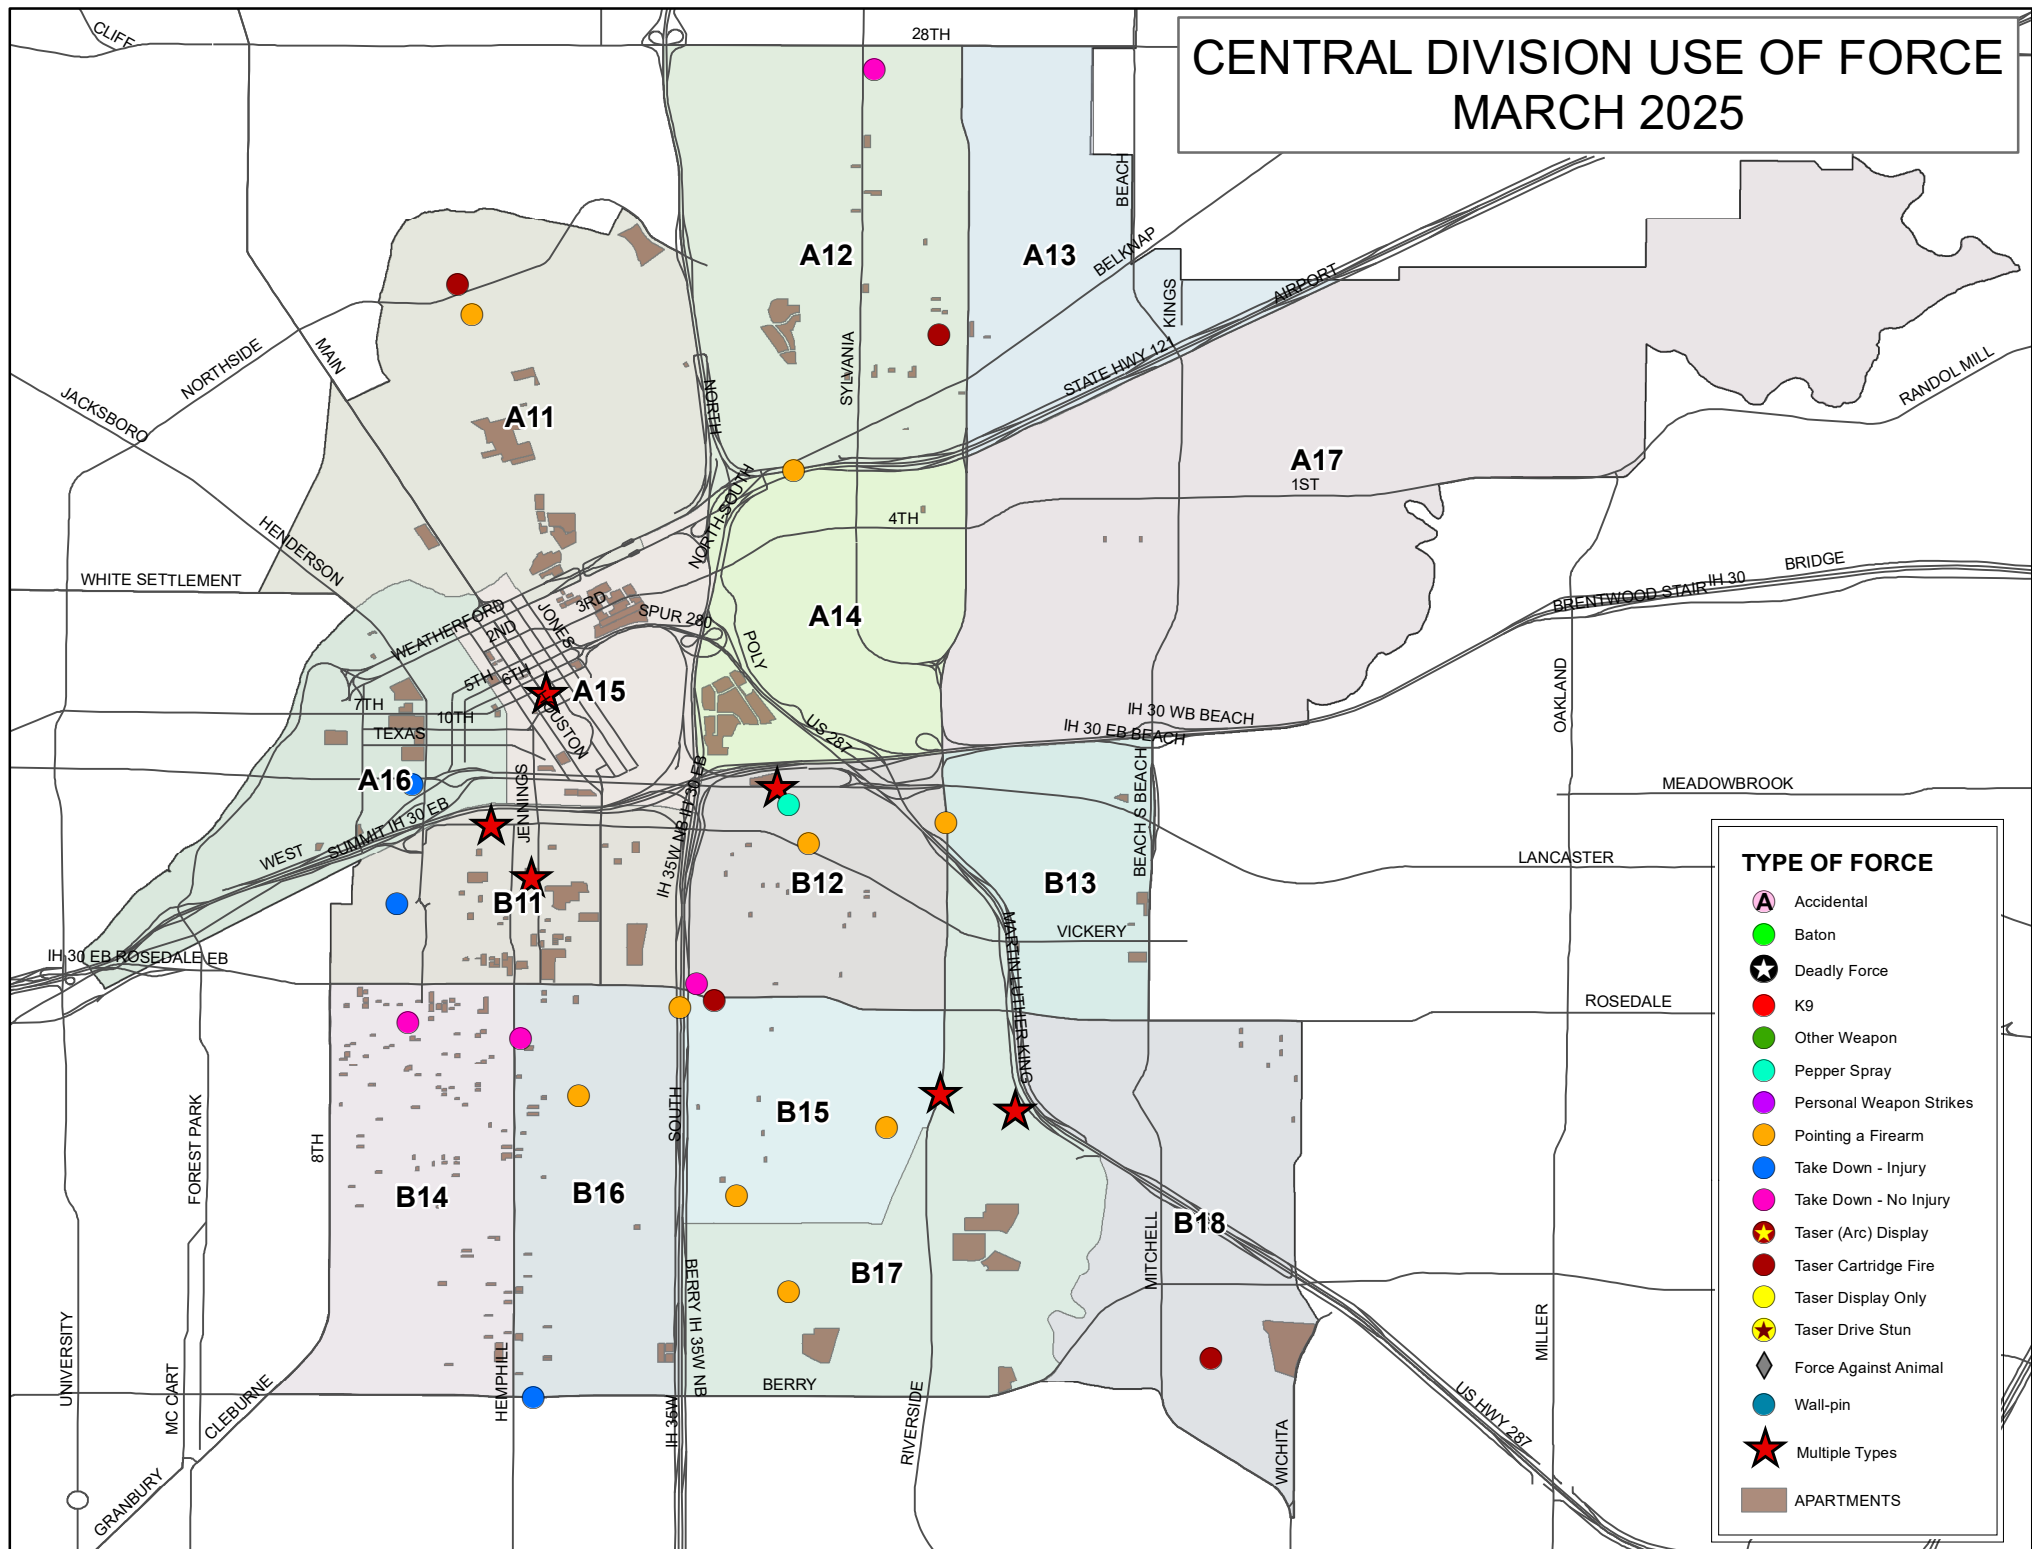 CENTRAL DIVISION USE OF FORCE
MARCH 2025
CLIFF
28TH
BEACH
A12
A13
BELKNAP
KINGS
AIRPORT
NORTHSIDE
MAIN
SYLVANIA
STATE HWY 121
RANDOL MILL
JACKSBORO
NORTH
A11
A17
1ST
NORTH-SOUTH
4TH
HENDERSON
WHITE SETTLEMENT
BRIDGE
IH 30
BRENTWOOD STAIR
WEATHERFORD
JONES
3RD
2ND
SPUR 280
A14
POLY
5TH
6TH
A15
OAKLAND
7TH
10TH
HOUSTON
TEXAS
US 287
IH 30 WB BEACH
IH 30 EB BEACH
A16
JENNINGS
IH 35W NB IH 30 EB
BEACH S BEACH
MEADOWBROOK
SUMMIT IH 30 EB
WEST
LANCASTER
B11
B12
B13
VICKERY
MARTIN LUTHER KING
IH 30 EB ROSEDALE EB
ROSEDALE
8TH
FOREST PARK
SOUTH
B15
B14
B16
MITCHELL
B18
B17
UNIVERSITY
MC CART
CLEBURNE
GRANBURY
HEMPHILL
BERRY IH 35W NB
IH 35W
BERRY
RIVERSIDE
WICHITA
MILLER
US HWY 287
TYPE OF FORCE
A Accidental
Baton
Deadly Force
K9
Other Weapon
Pepper Spray
Personal Weapon Strikes
Pointing a Firearm
Take Down - Injury
Take Down - No Injury
Taser (Arc) Display
Taser Cartridge Fire
Taser Display Only
Taser Drive Stun
Force Against Animal
Wall-pin
Multiple Types
APARTMENTS